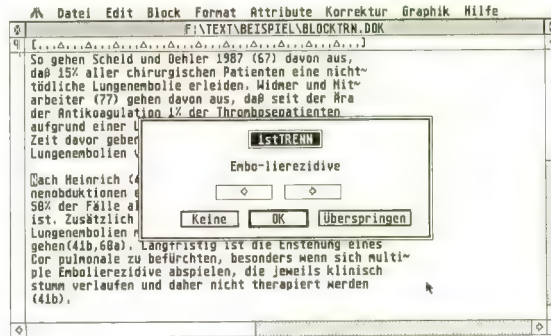 Datei Edit Block Format Attribute Korrektur Graphik Hilfe
F:\TEXT\BEISPIEL\BLOCKTRN.DOK
So gehen Scheld und Oehler 1987 (67) davon aus,
daß 15% aller chirurgischen Patienten eine nicht~
tödliche Lungenembolie erleiden. Widmer und Mit~
arbeiter (77) gehen davon aus, daß seit der Ära
der Antikoagulation 1% der Thrombosepatienten
aufgrund einer
Zeit davor geben
Lungenembolien
1stTRENN
Embo-lierezidive
Keine OK Überspringen
Nach Heinrich
nenobduktionen
50% der Fälle
ist. Zusätzlich
Lungenembolien
gehen(41b,68a). Langfristig ist die Enstehung eines
Cor pulmonale zu befürchten, besonders wenn sich multi~
ple Embolierezidive abspielen, die jeweils klinisch
stumm verlaufen und daher nicht therapiert werden
(41b).